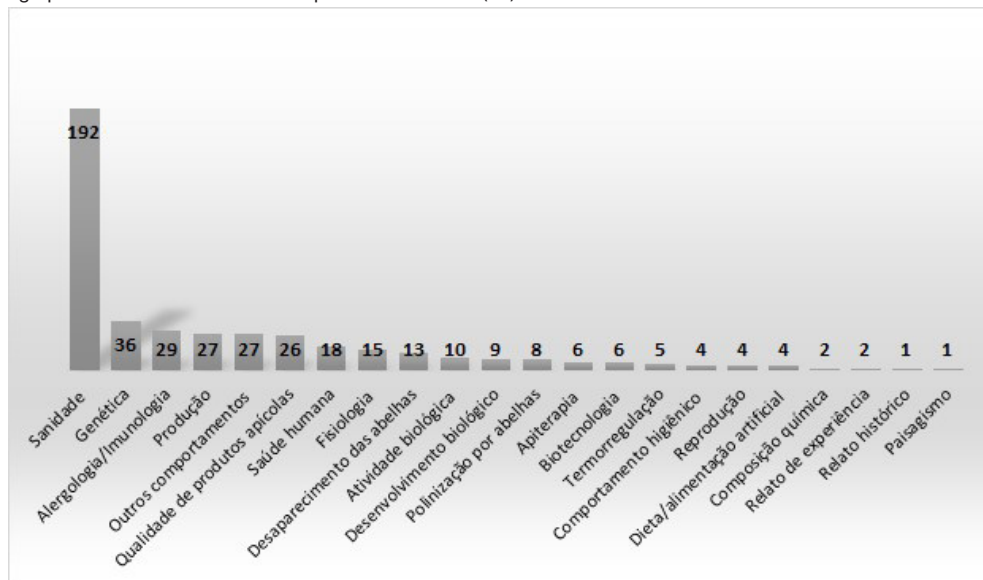 192
36
29
27
27
26
18
15
13
10
9
8
6
6
5
4
4
4
2
2
1
1
Sanidade
Genética
Alergologia/Imunologia
Produção
Outros comportamentos
Qualidade de produtos apícolas
Saúde humana
Fisiologia
Desaparecimento das abelhas
Atividade biológica
Desenvolvimento biológico
Polinização por abelhas
Apiterapia
Biotecnologia
Termorregulação
Comportamento higiênico
Reprodução
Dieta/alimentação artificial
Composição química
Relato de experiência
Relato histórico
Paisagismo